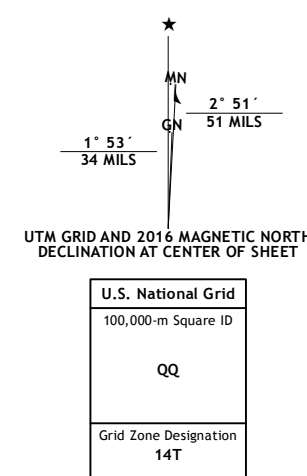 ★
MN
GN
2° 51´
51 MILS
1° 53´
34 MILS
UTM GRID AND 2016 MAGNETIC NORTH
DECLINATION AT CENTER OF SHEET
U.S. National Grid
100,000-m Square ID
QQ
Grid Zone Designation
14T